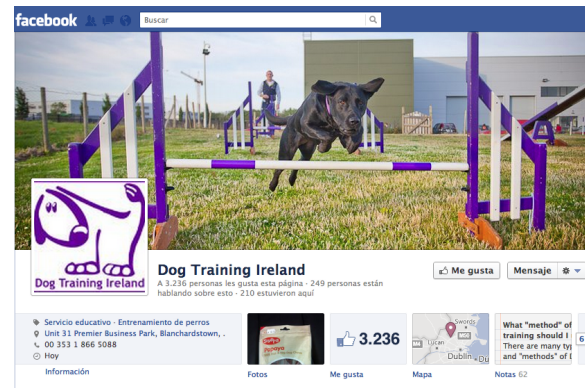 facebook
Buscar
Dog Training Ireland
Dog Training Ireland
A 3.236 personas les gusta esta página · 249 personas están
hablando sobre esto · 210 estuvieron aquí
Me gusta
Mensaje
Servicio educativo · Entrenamiento de perros
Unit 31 Premier Business Park, Blanchardstown, .
00 353 1 866 5088
Hoy
Información
Papaya
Fotos
3.236
Me gusta
Swords
Lucan
Dublin
Mapa
What "method" of
training should I
There are many typ
and "methods" of
Notas 62
6